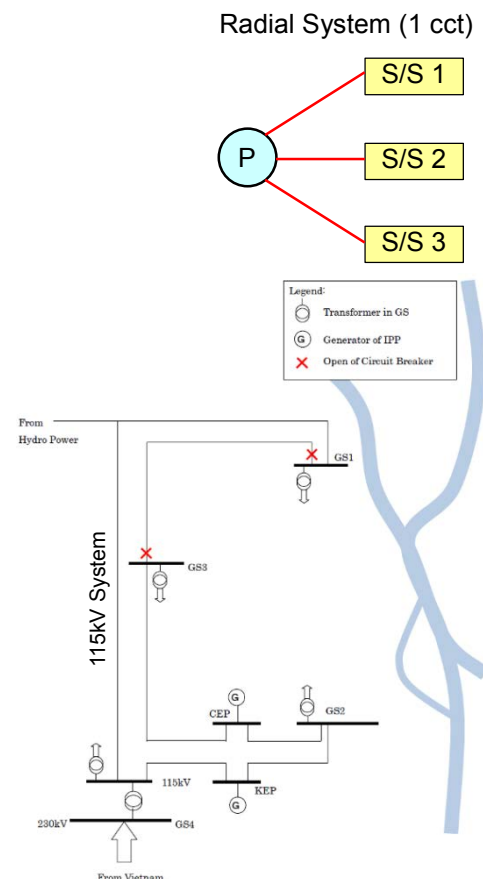 Radial System (1 cct)
S/S 1
P
S/S 2
S/S 3
Legend:
Transformer in GS
G
Generator of IPP
Open of Circuit Breaker
From
Hydro Power
GS1
GS3
115kV System
G
CEP
GS2
115kV
KEP
G
230kV
GS4
From Vietnam